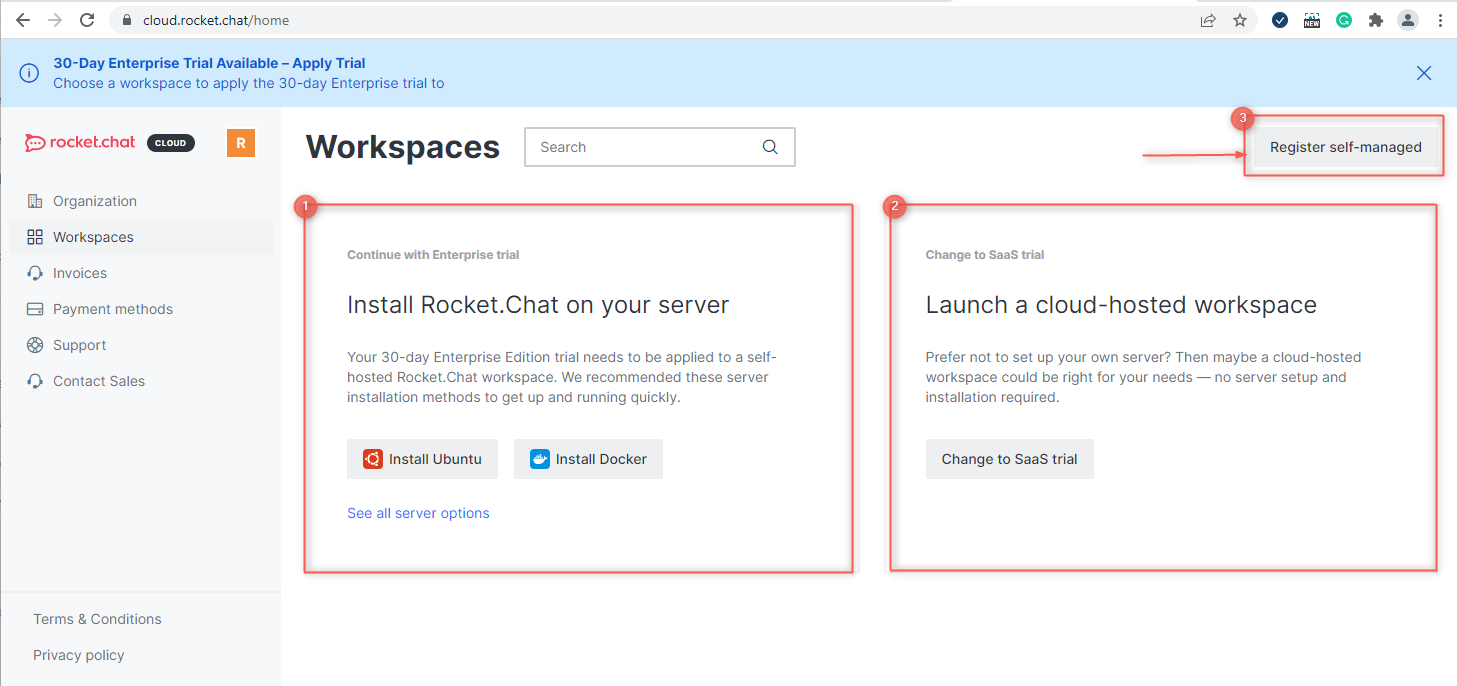 cloud.rocket.chat/home
NEW
30-Day Enterprise Trial Available – Apply Trial
Choose a workspace to apply the 30-day Enterprise trial to
rocket.chat CLOUD R
Organization
Workspaces
Invoices
Payment methods
Support
Contact Sales
Terms & Conditions
Privacy policy
Workspaces
Search
3
Register self-managed
1
Continue with Enterprise trial
Install Rocket.Chat on your server
Your 30-day Enterprise Edition trial needs to be applied to a self-
hosted Rocket.Chat workspace. We recommended these server
installation methods to get up and running quickly.
Install Ubuntu
Install Docker
See all server options
2
Change to SaaS trial
Launch a cloud-hosted workspace
Prefer not to set up your own server? Then maybe a cloud-hosted
workspace could be right for your needs — no server setup and
installation required.
Change to SaaS trial